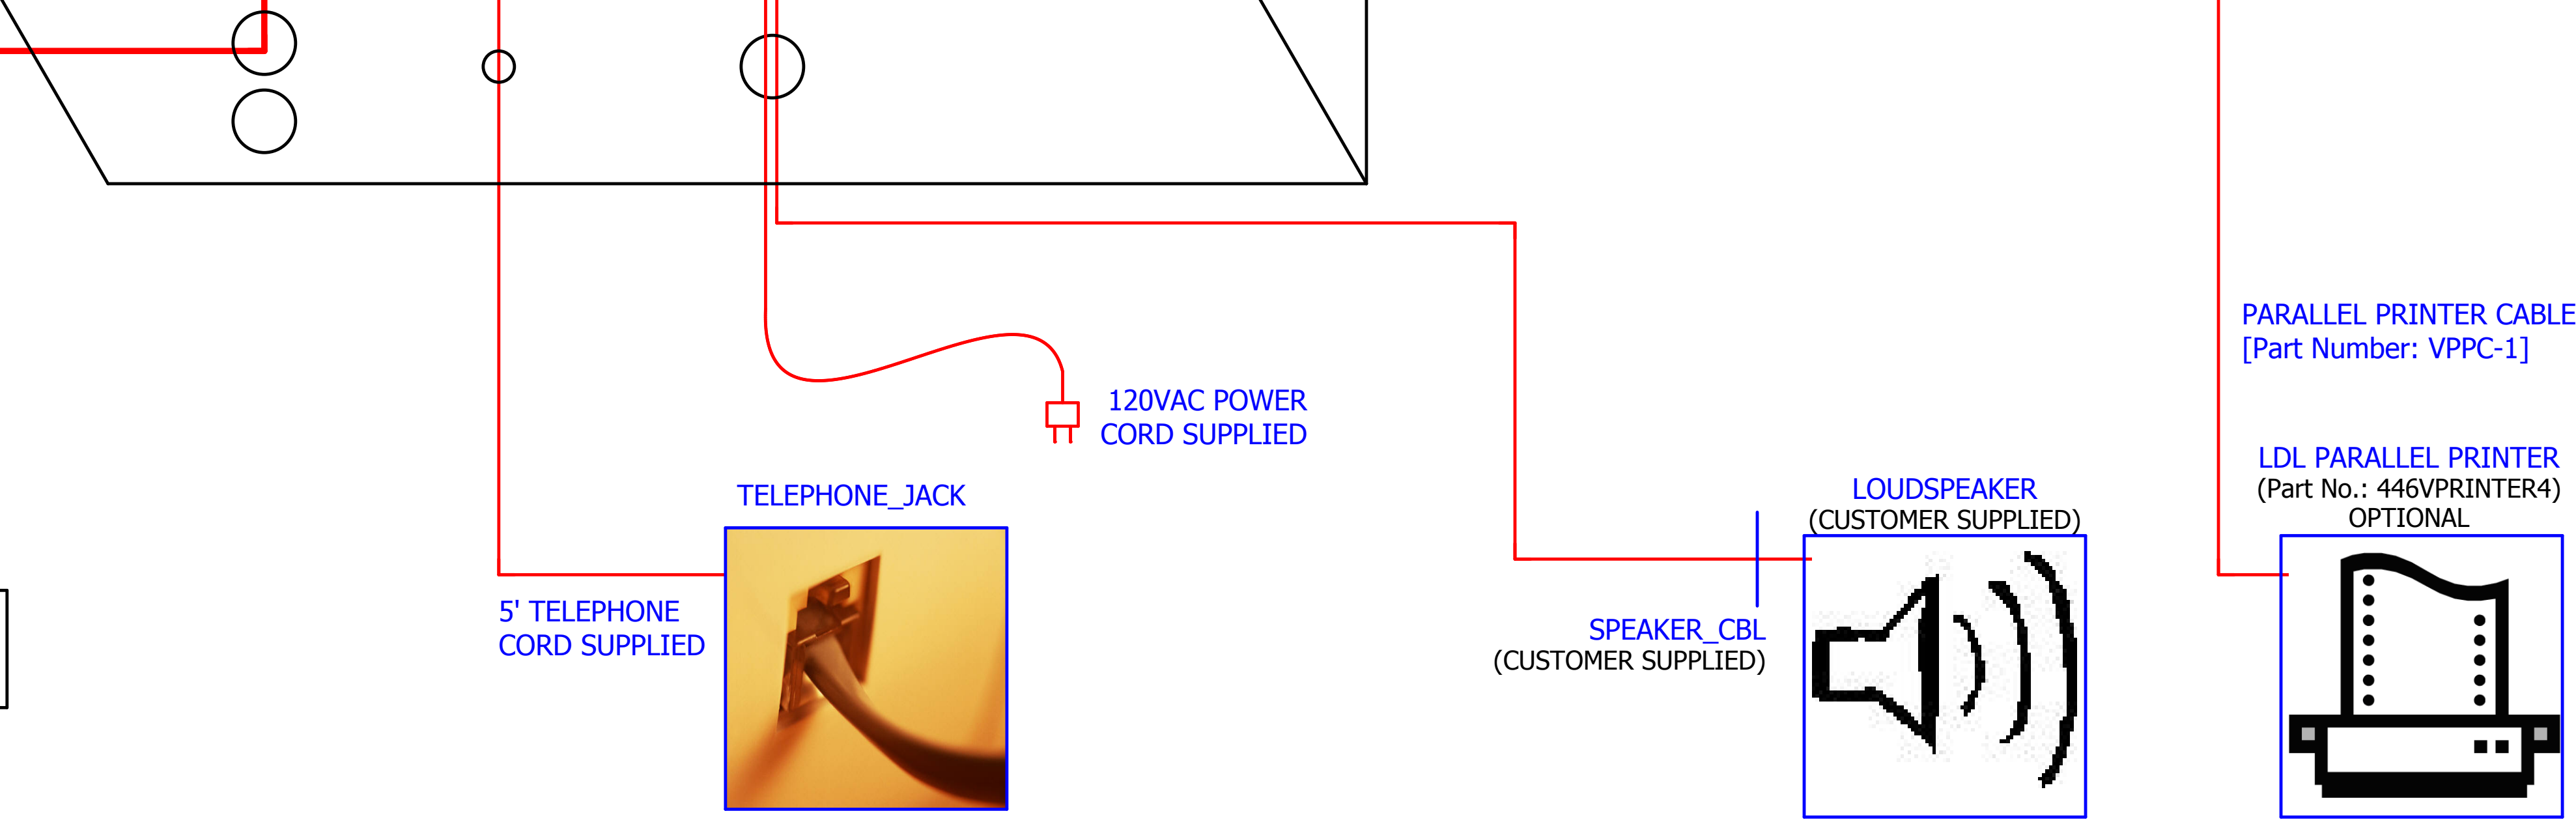 PARALLEL PRINTER CABLE
[Part Number: VPPC-1]
120VAC POWER
CORD SUPPLIED
LDL PARALLEL PRINTER
(Part No.: 446VPRINTER4)
OPTIONAL
TELEPHONE_JACK
LOUDSPEAKER
(CUSTOMER SUPPLIED)
5' TELEPHONE
CORD SUPPLIED
SPEAKER_CBL
(CUSTOMER SUPPLIED)